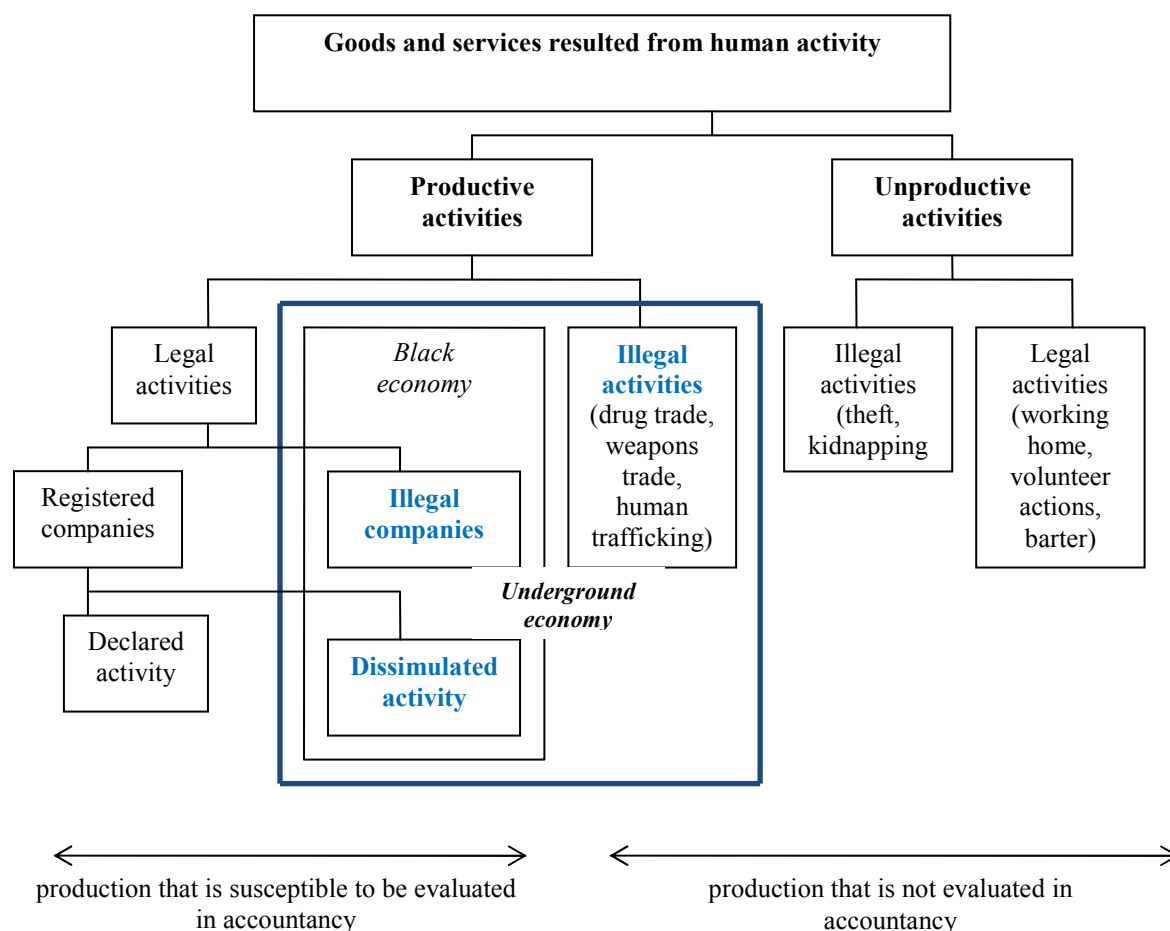 Goods and services resulted from human activity
Productive
activities
Unproductive
activities
Legal
activities
Black
economy
Illegal
activities
(drug trade,
weapons
trade,
human
trafficking)
Illegal
activities
(theft,
kidnapping
Legal
activities
(working
home,
volunteer
actions,
barter)
Registered
companies
Illegal
companies
Underground
economy
Declared
activity
Dissimulated
activity
production that is susceptible to be evaluated
in accountancy
production that is not evaluated in
accountancy